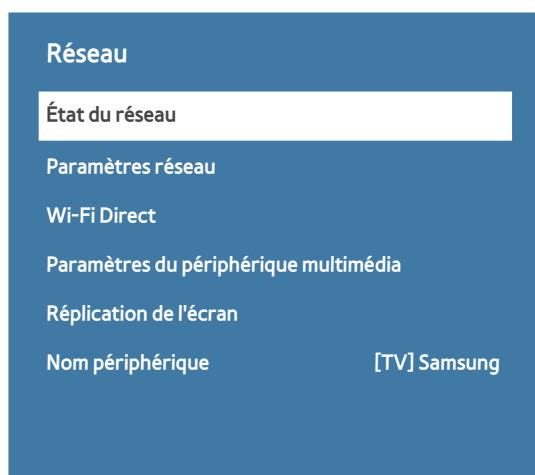 Réseau
État du réseau
Paramètres réseau
Wi-Fi Direct
Paramètres du périphérique multimédia
Réplication de l'écran
Nom périphérique [TV] Samsung